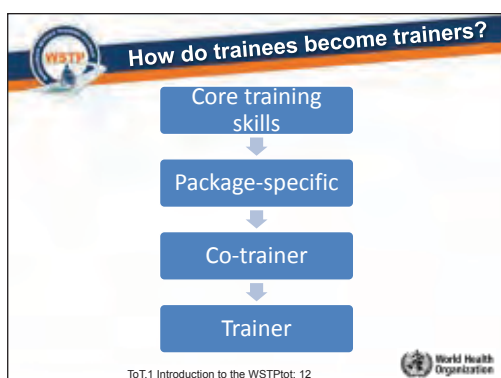 How do trainees become trainers?
WSTP
Core training
skills
Package-specific
Co-trainer
Trainer
ToT.1 Introduction to the WSTPtot: 12
World Health
Organization